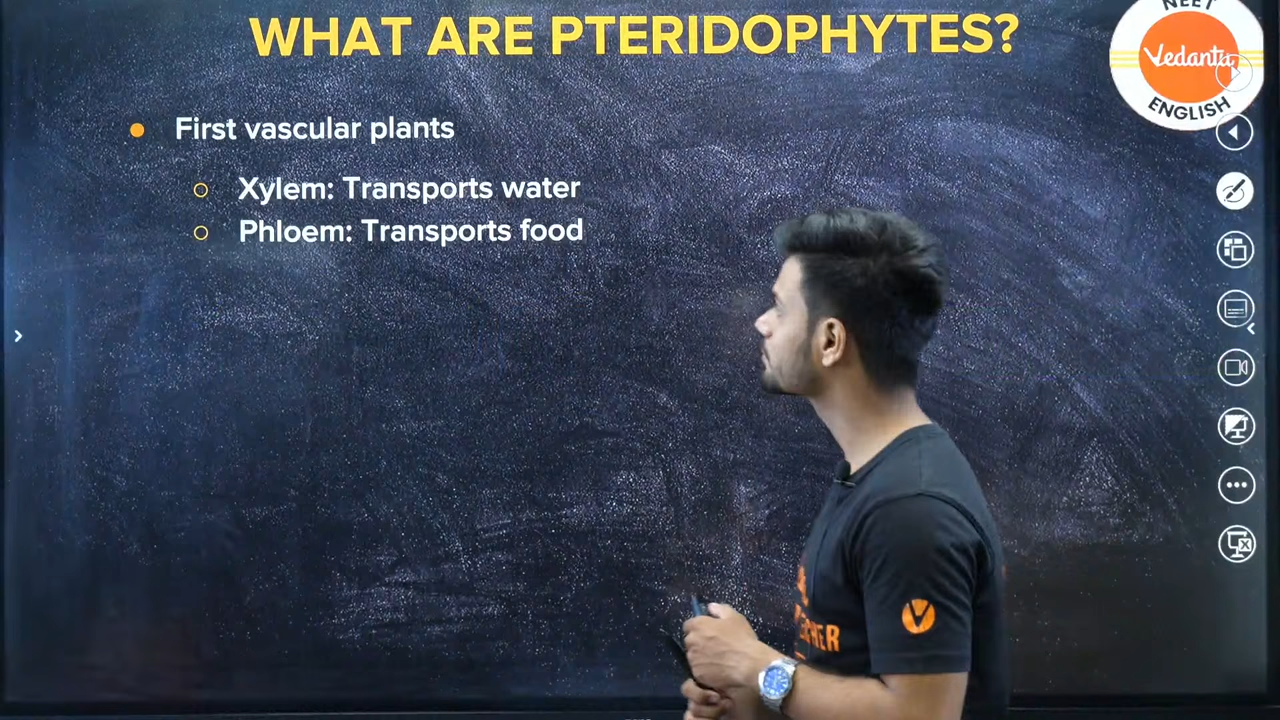 WHAT ARE PTERIDOPHYTES?
NEET
Vedantu
ENGLISH
First vascular plants
Xylem: Transports water
Phloem: Transports food
V